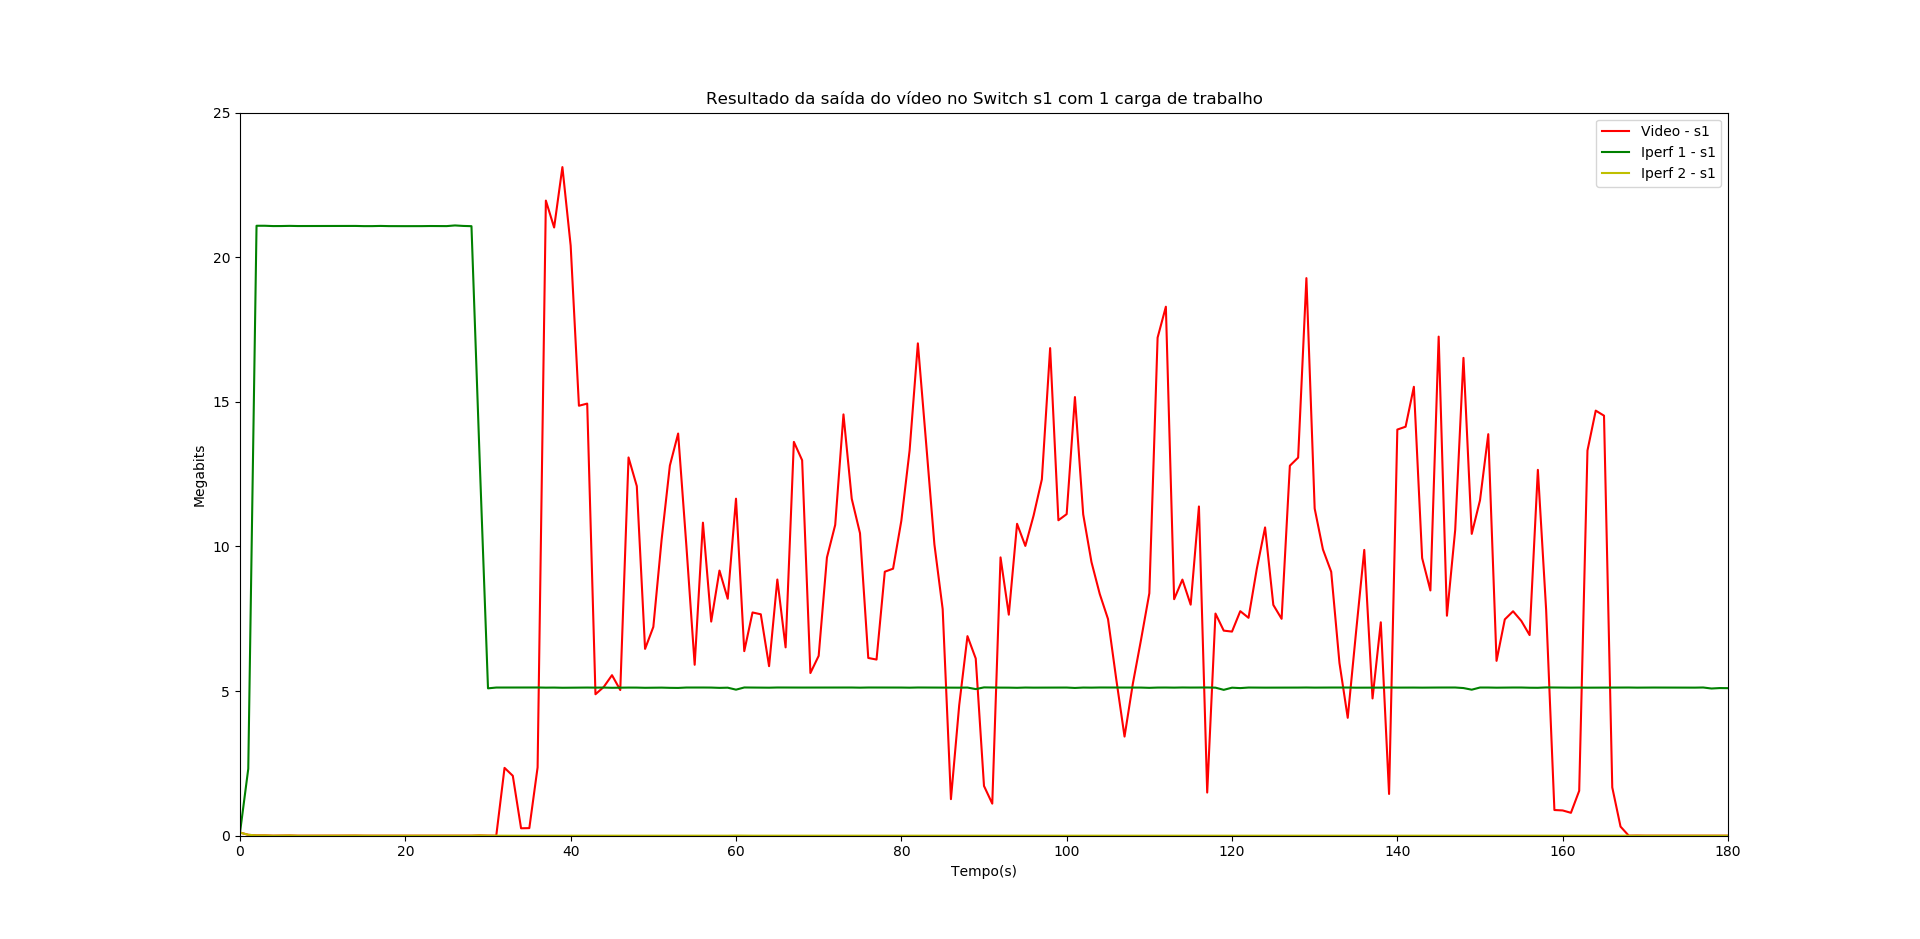 Resultado da saída do vídeo no Switch s1 com 1 carga de trabalho
25
20
15
10
5
0
Megabits
Video - s1
Iperf 1 - s1
Iperf 2 - s1
0 20 40 60 80 100 120 140 160 180
Tempo(s)